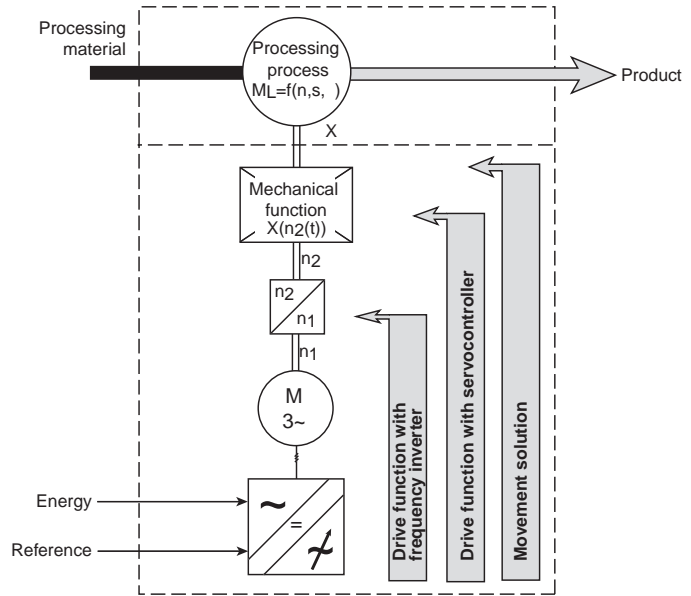 Processing
material
Processing
process
ML=f(n,s, )
Product
X
Mechanical
function
X(n2(t))
n2
n2
n1
n1
M
3~
~
=
~
Energy
Reference
Drive function with
frequency inverter
Drive function with servocontroller
Movement solution